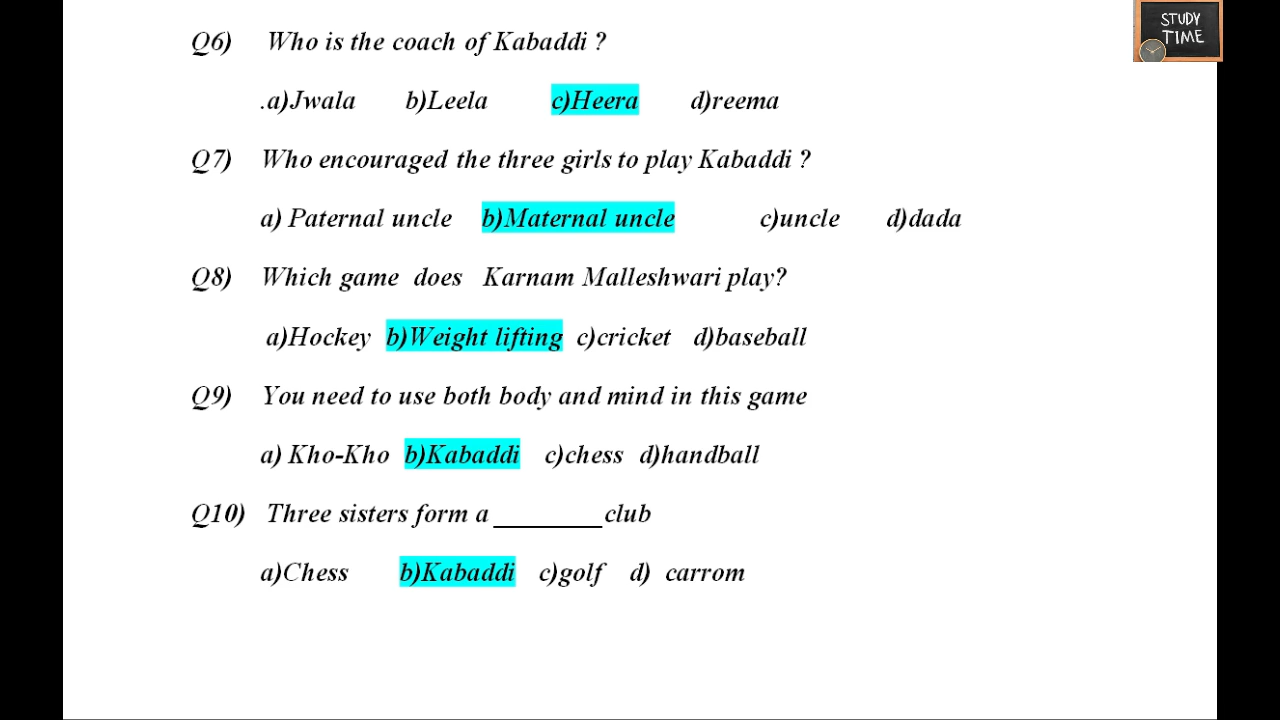 STUDY
TIME
Q6) Who is the coach of Kabaddi ?
.a)Jwala b)Leela c)Heera d)reema
Q7) Who encouraged the three girls to play Kabaddi ?
a) Paternal uncle b)Maternal uncle c)uncle d)dada
Q8) Which game does Karnam Malleshwari play?
a)Hockey b)Weight lifting c)cricket d)baseball
Q9) You need to use both body and mind in this game
a) Kho-Kho b)Kabaddi c)chess d)handball
Q10) Three sisters form a ________club
a)Chess b)Kabaddi c)golf d) carrom